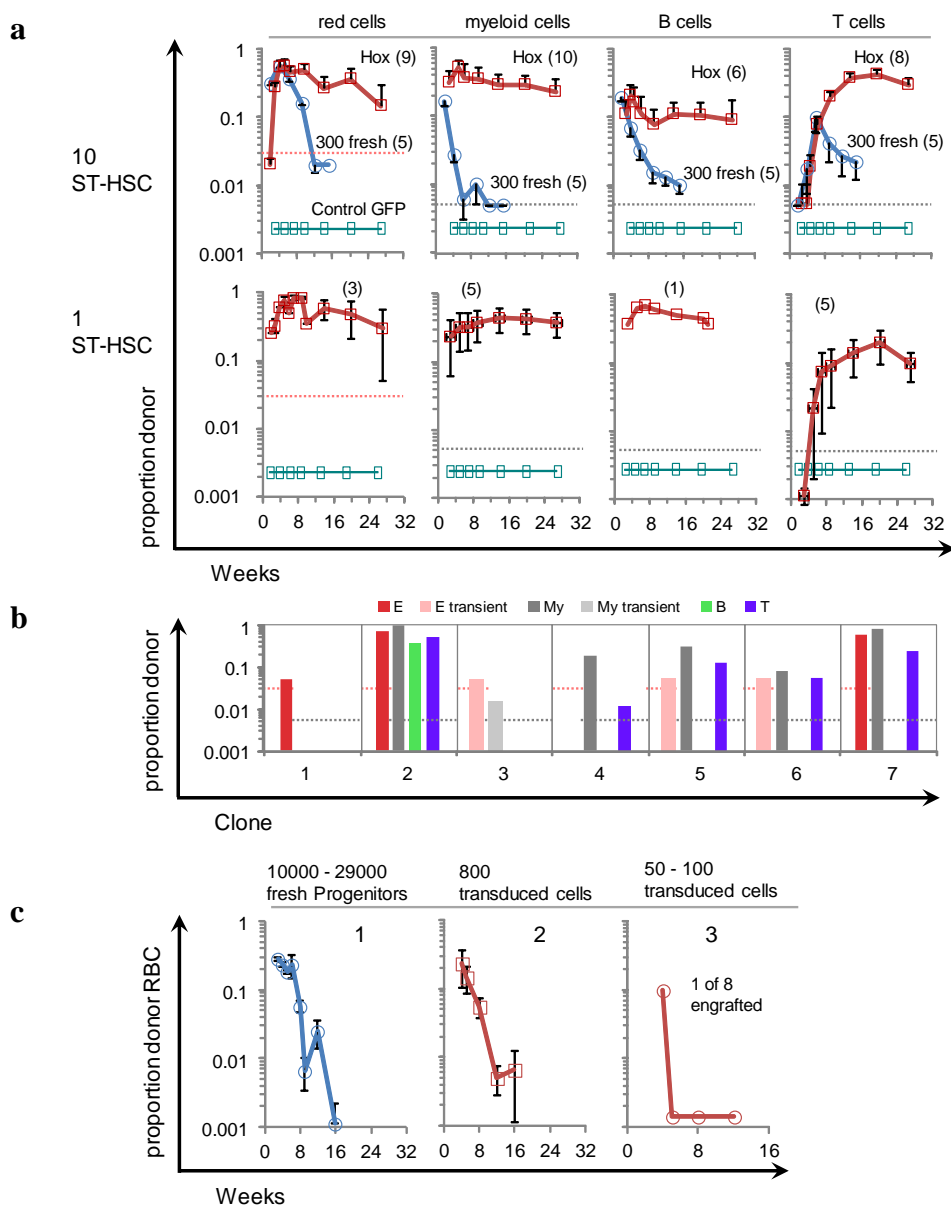 a
red cells
myeloid cells
B cells
T cells
10
ST-HSC
1
0.1
0.01
0.001
Hox (9)
300 fresh (5)
Control GFP
Hox (10)
300 fresh (5)
Hox (6)
300 fresh (5)
Hox (8)
300 fresh (5)
1
ST-HSC
proportion donor
1
0.1
0.01
0.001
(3)
(5)
(1)
(5)
0 8 16 24 32
0 8 16 24 32
0 8 16 24 32
0 8 16 24 32
Weeks
b
E
E transient
My
My transient
B
T
proportion donor
1
0.1
0.01
0.001
1 2 3 4 5 6 7
Clone
c
10000 - 29000
fresh Progenitors
800
transduced cells
50 - 100
transduced cells
proportion donor RBC
1
0.1
0.01
0.001
1
2
3
1 of 8
engrafted
0 8 16 24 32
0 8 16 24 32
0 8 16
Weeks